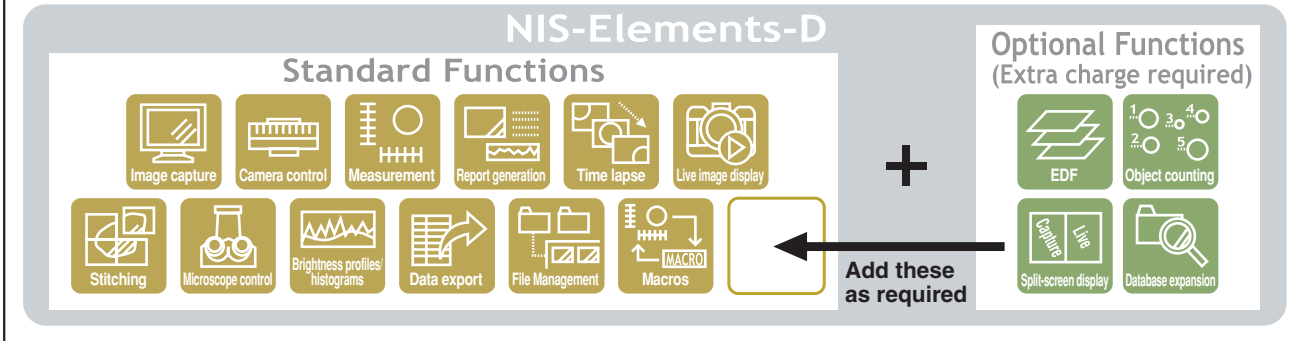 NIS-Elements-D
Standard Functions
Image capture
Camera control
Measurement
Report generation
Time lapse
Live image display
Stitching
Microscope control
Brightness profiles/
histograms
Data export
File Management
MACRO
Macros
+
Add these
as required
Optional Functions
(Extra charge required)
EDF
1
2
3
4
5
Object counting
Capture
Live
Split-screen display
Database expansion